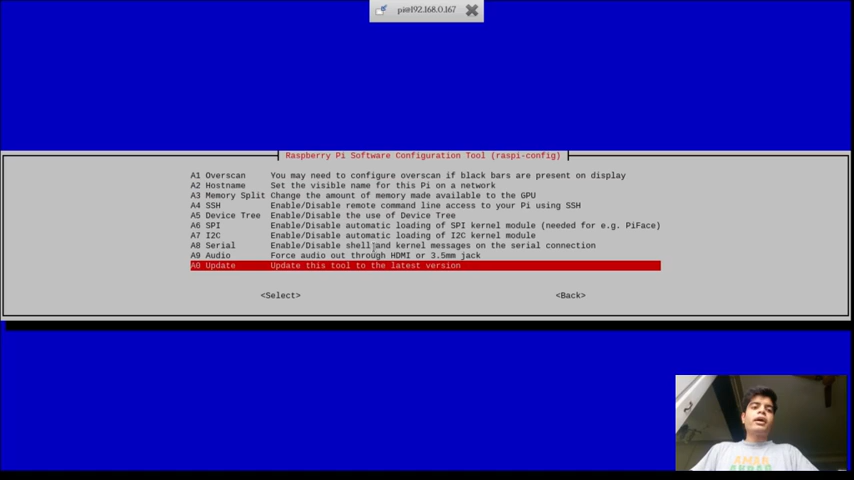 pi@192.168.0.167
Raspberry Pi Software Configuration Tool (raspi-config)
A1 Overscan You may need to configure overscan if black bars are present on display
A2 Hostname Set the visible name for this Pi on a network
A3 Memory Split Change the amount of memory made available to the GPU
A4 SSH Enable/Disable remote command line access to your Pi using SSH
A5 Device Tree Enable/Disable the use of Device Tree
A6 SPI Enable/Disable automatic loading of SPI kernel module (needed for e.g. PiFace)
A7 I2C Enable/Disable automatic loading of I2C kernel module
A8 Serial Enable/Disable shell and kernel messages on the serial connection
A9 Audio Force audio out through HDMI or 3.5mm jack
A0 Update Update this tool to the latest version
<Select> <Back>
AMAR